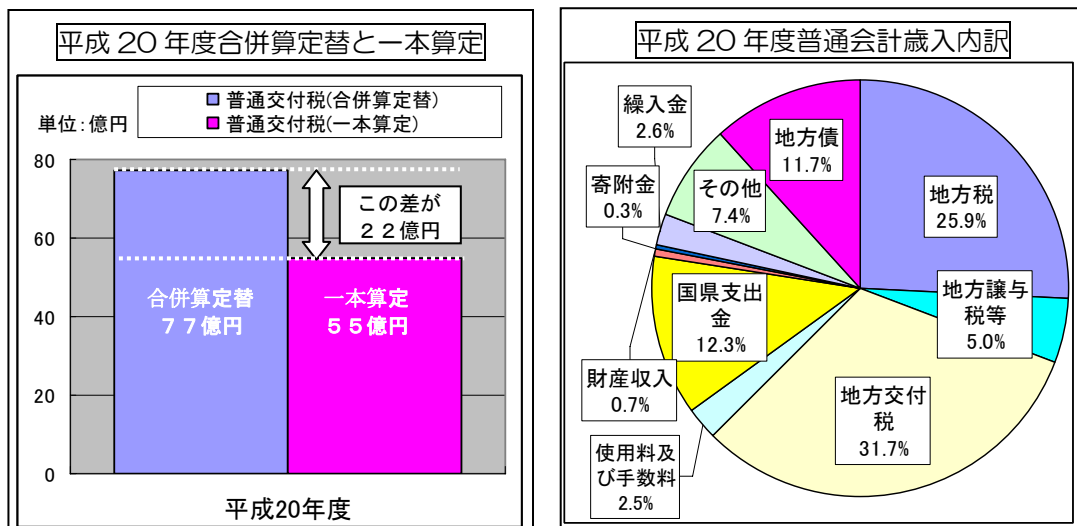 平成20年度合併算定替と一本算定
普通交付税(合併算定替)
普通交付税(一本算定)
単位：億円
80
60
40
20
0
この差が
２２億円
合併算定替
７７億円
一本算定
５５億円
平成20年度
平成20年度普通会計歳入内訳
地方税
25.9%
地方譲与
税等
5.0%
地方交付
税
31.7%
使用料及
び手数料
2.5%
国県支出
金
12.3%
財産収入
0.7%
寄附金
0.3%
繰入金
2.6%
その他
7.4%
地方債
11.7%